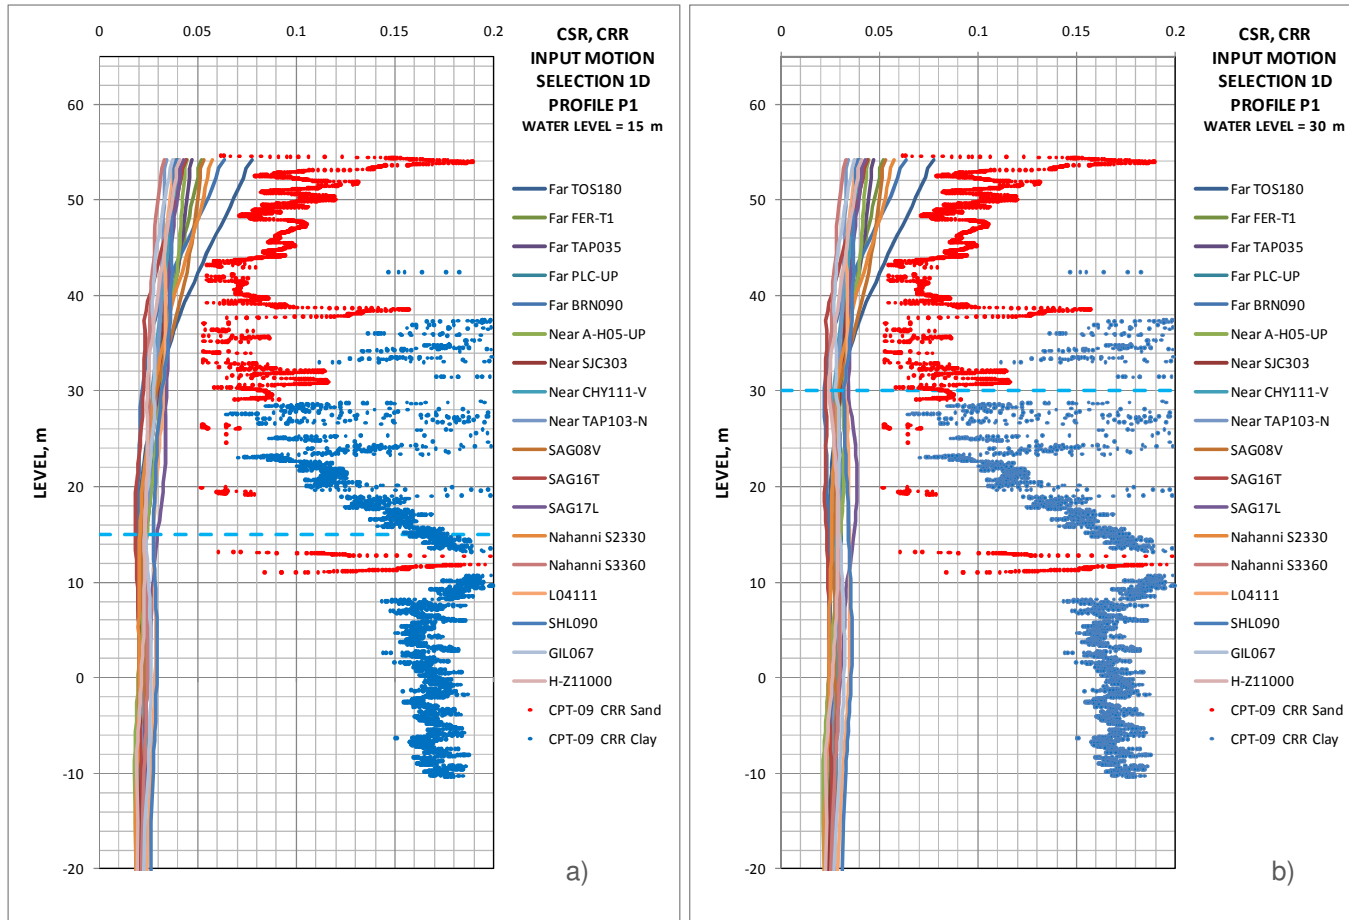 0 0.05 0.1 0.15 0.2
CSR, CRR
INPUT MOTION
SELECTION 1D
PROFILE P1
WATER LEVEL = 15 m
60
50
40
30
20
10
0
-10
-20
LEVEL, m
Far TOS180
Far FER-T1
Far TAP035
Far PLC-UP
Far BRN090
Near A-H05-UP
Near SJC303
Near CHY111-V
Near TAP103-N
SAG08V
SAG16T
SAG17L
Nahanni S2330
Nahanni S3360
L04111
SHL090
GIL067
H-Z11000
CPT-09 CRR Sand
CPT-09 CRR Clay
a)
0 0.05 0.1 0.15 0.2
CSR, CRR
INPUT MOTION
SELECTION 1D
PROFILE P1
WATER LEVEL = 30 m
60
50
40
30
20
10
0
-10
-20
LEVEL, m
Far TOS180
Far FER-T1
Far TAP035
Far PLC-UP
Far BRN090
Near A-H05-UP
Near SJC303
Near CHY111-V
Near TAP103-N
SAG08V
SAG16T
SAG17L
Nahanni S2330
Nahanni S3360
L04111
SHL090
GIL067
H-Z11000
CPT-09 CRR Sand
CPT-09 CRR Clay
b)